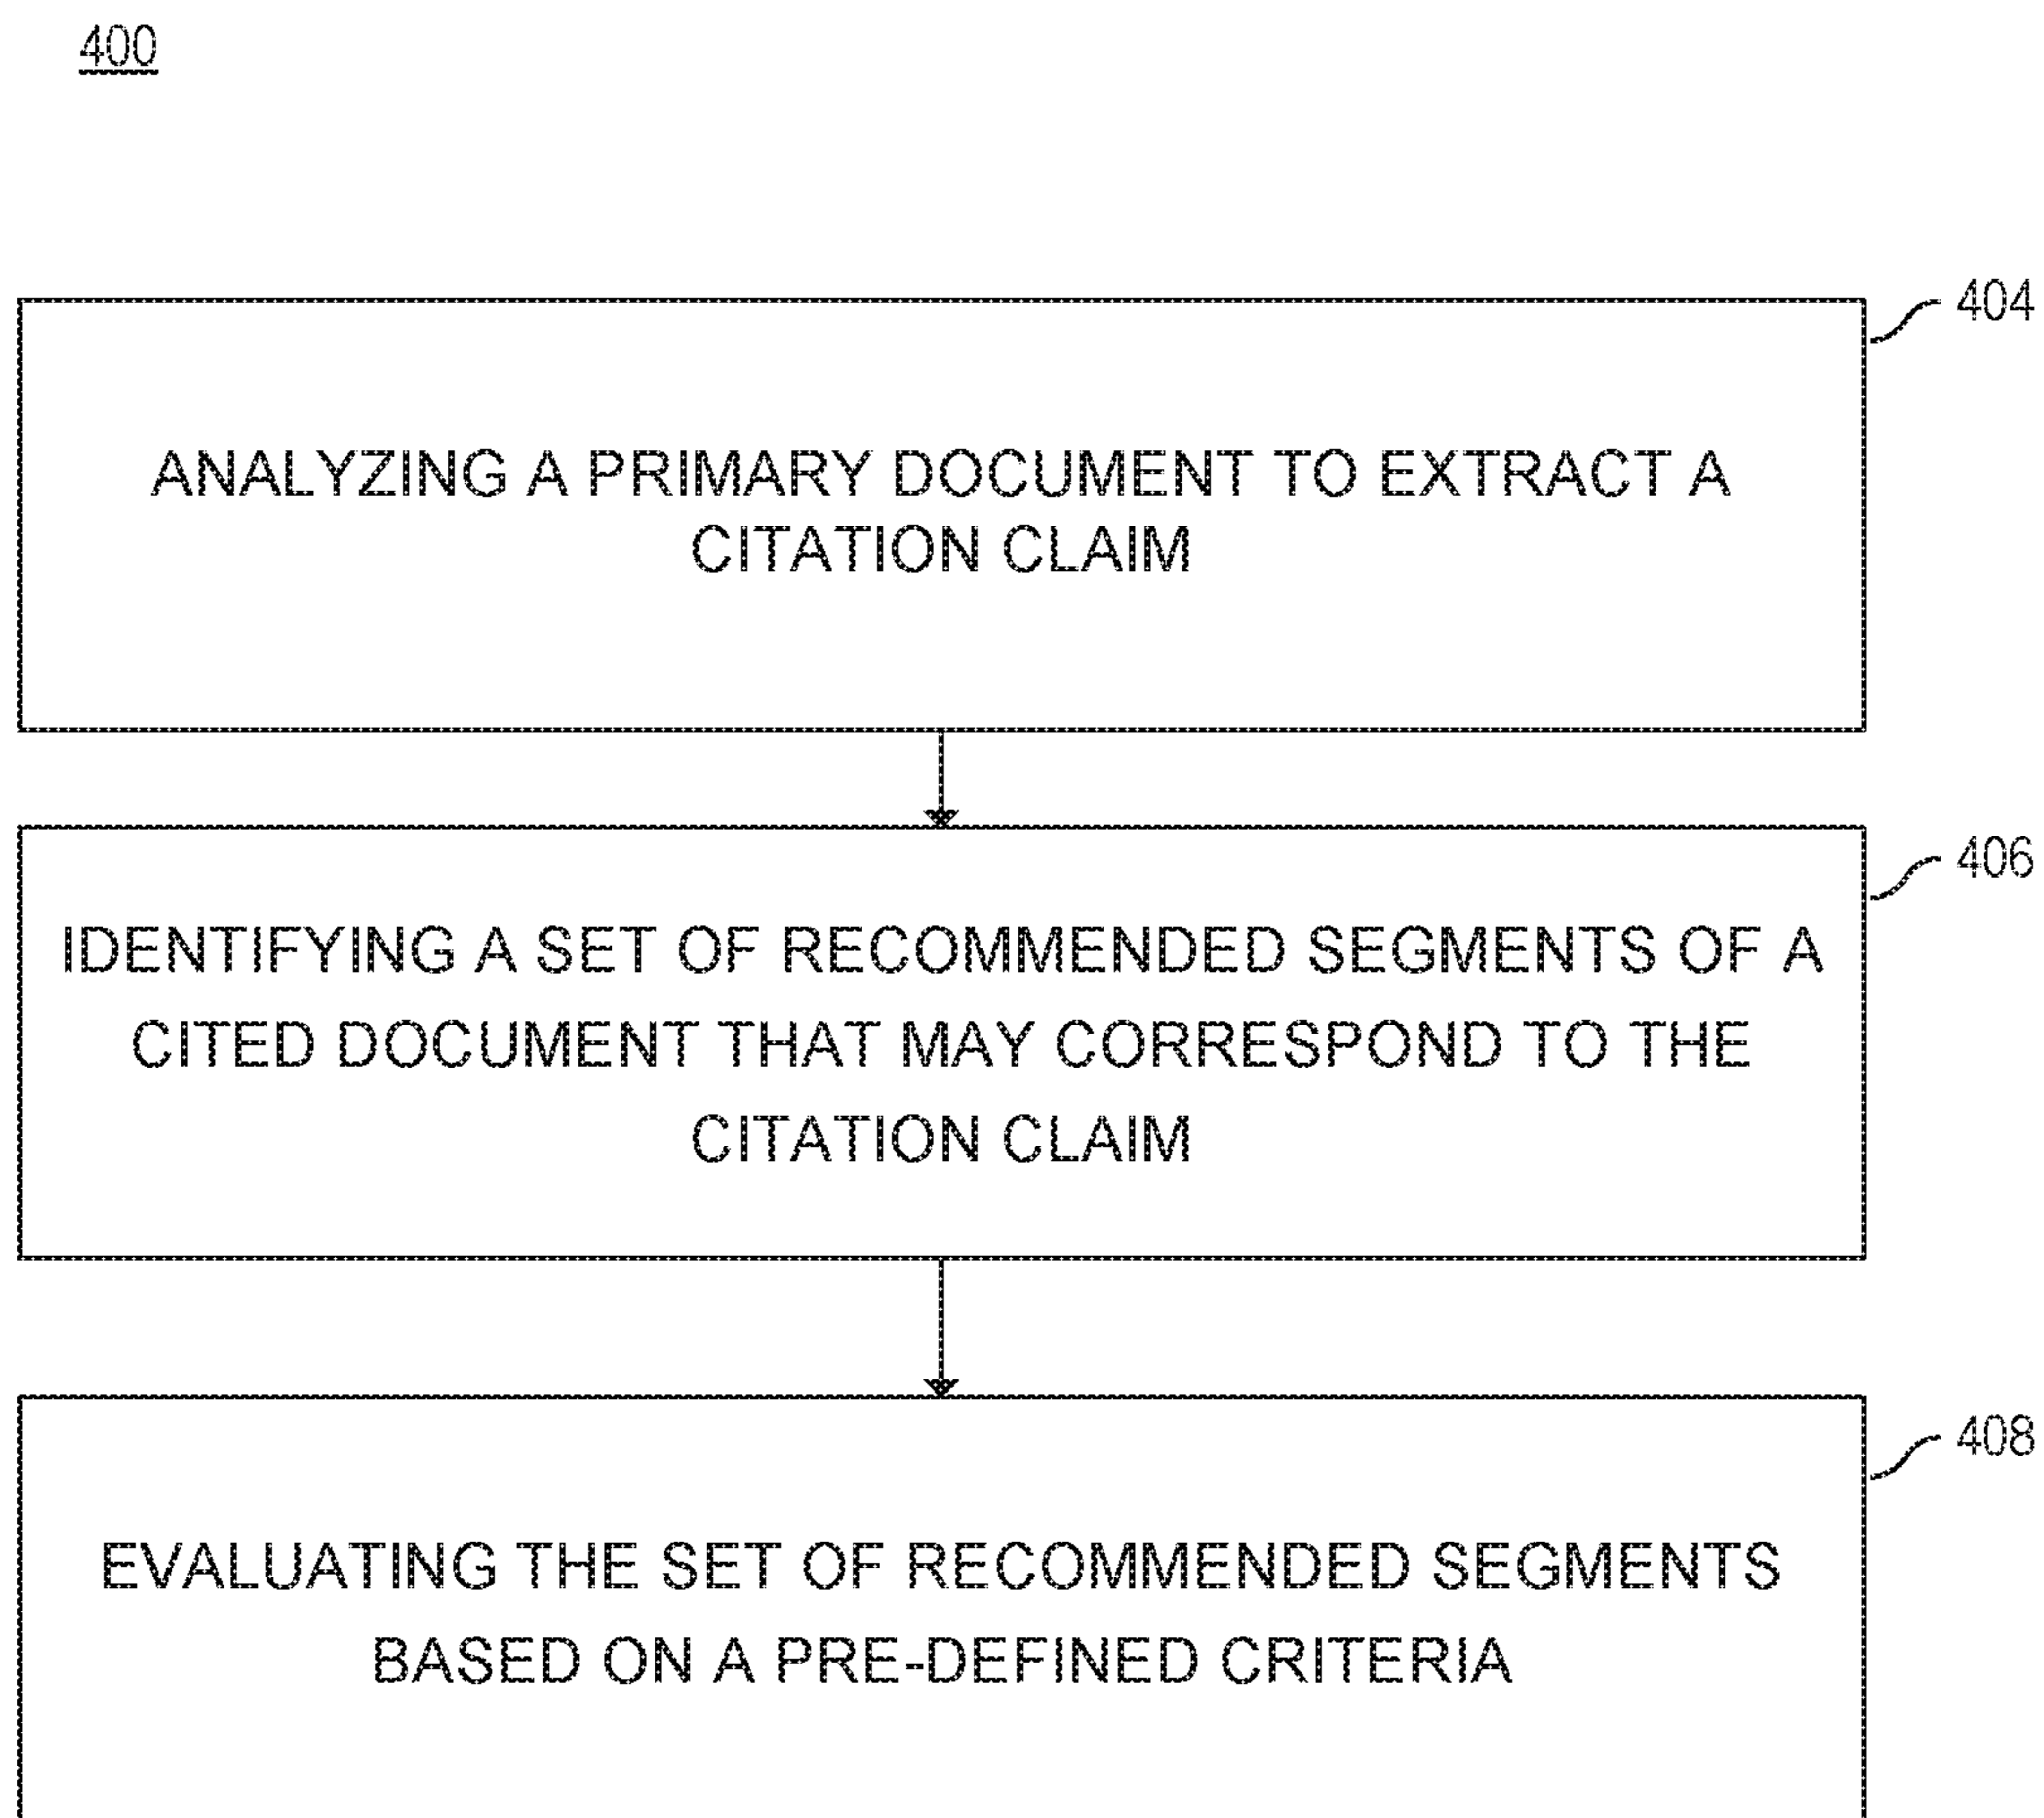 400
404
ANALYZING A PRIMARY DOCUMENT TO EXTRACT A
CITATION CLAIM
406
IDENTIFYING A SET OF RECOMMENDED SEGMENTS OF A
CITED DOCUMENT THAT MAY CORRESPOND TO THE
CITATION CLAIM
408
EVALUATING THE SET OF RECOMMENDED SEGMENTS
BASED ON A PRE-DEFINED CRITERIA